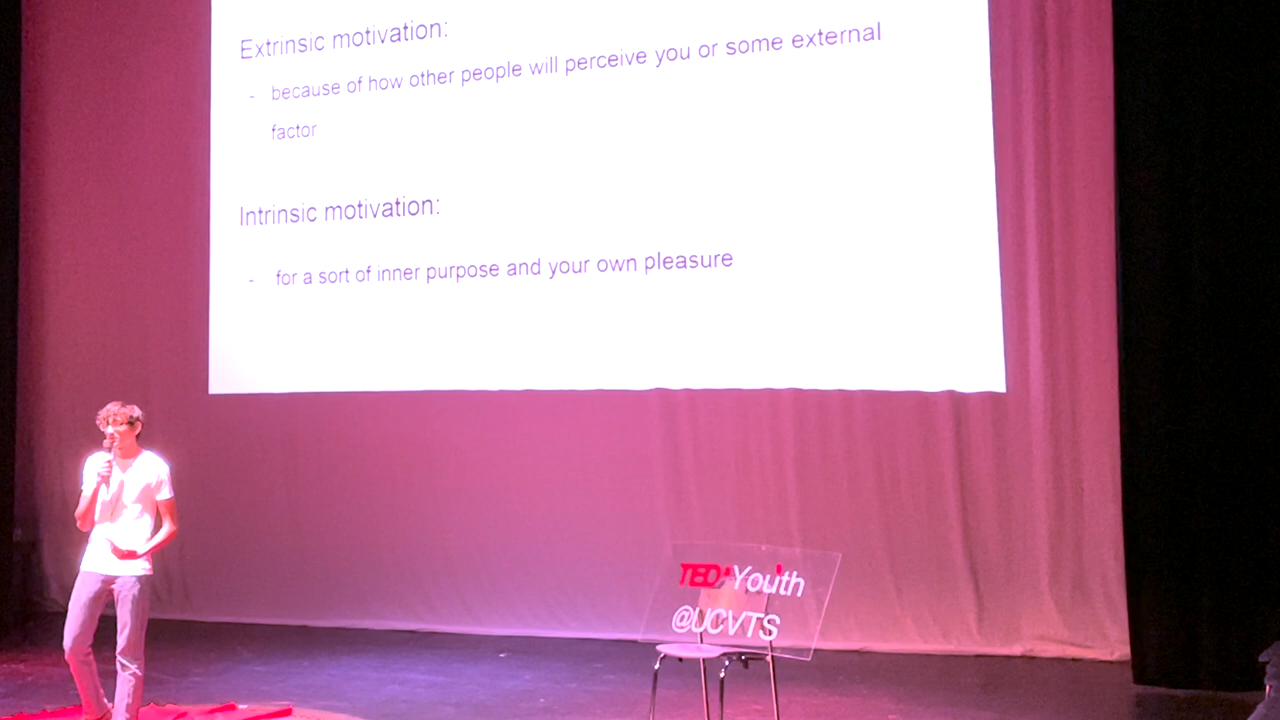 Extrinsic motivation:
- because of how other people will perceive you or some external
factor
Intrinsic motivation:
- for a sort of inner purpose and your own pleasure
TEDxYouth
@UCVTS